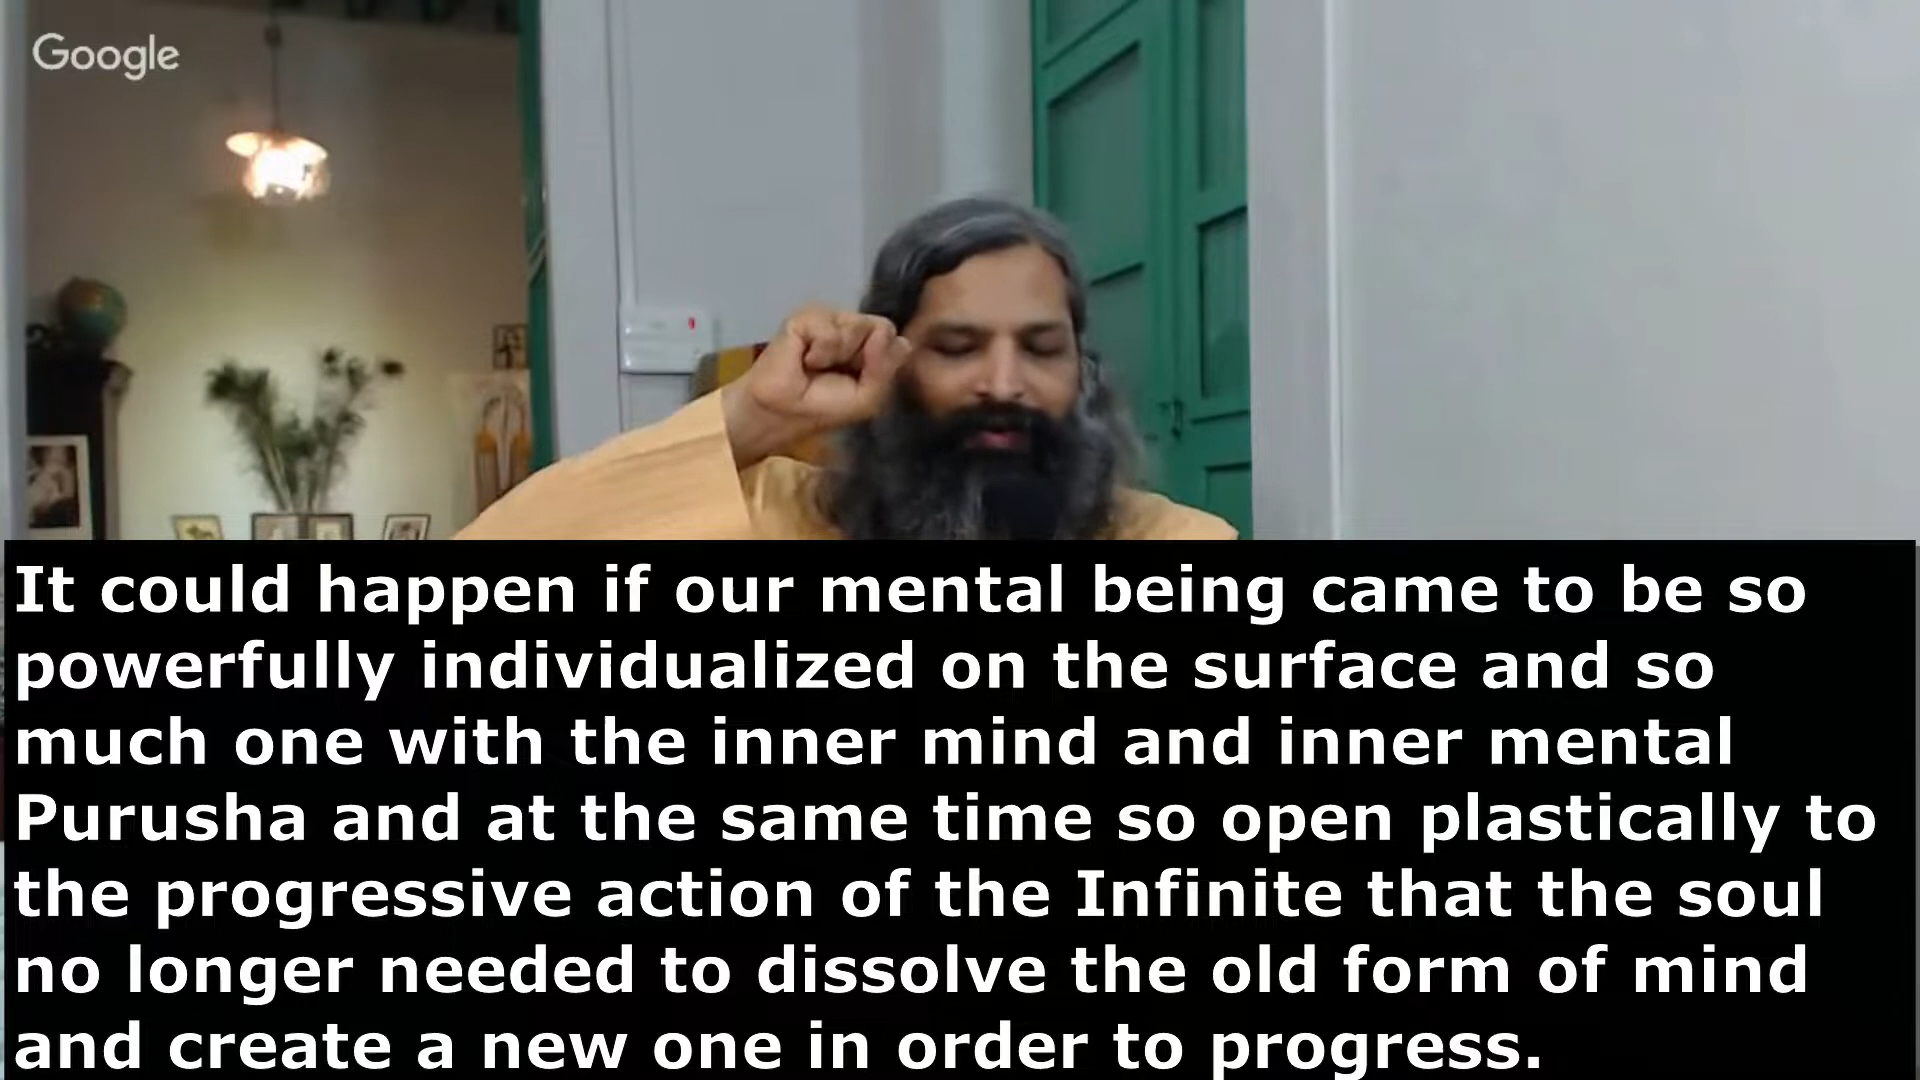 Google
It could happen if our mental being came to be so
powerfully individualized on the surface and so
much one with the inner mind and inner mental
Purusha and at the same time so open plastically to
the progressive action of the Infinite that the soul
no longer needed to dissolve the old form of mind
and create a new one in order to progress.